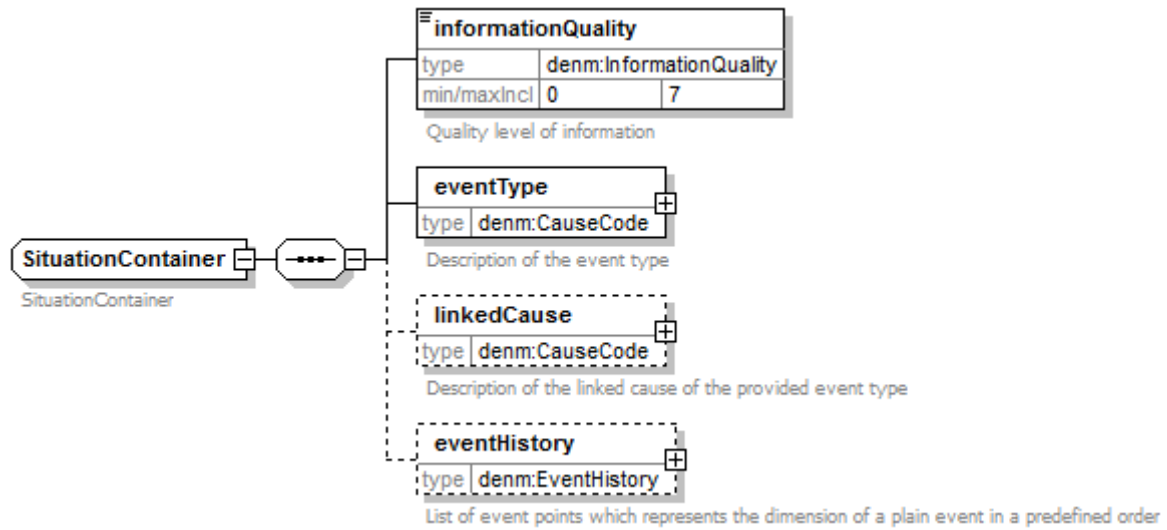 informationQuality
type denm:InformationQuality
min/maxIncl 0 7
Quality level of information
eventType
type denm:CauseCode
Description of the event type
SituationContainer
SituationContainer
linkedCause
type denm:CauseCode
Description of the linked cause of the provided event type
eventHistory
type denm:EventHistory
List of event points which represents the dimension of a plain event in a predefined order